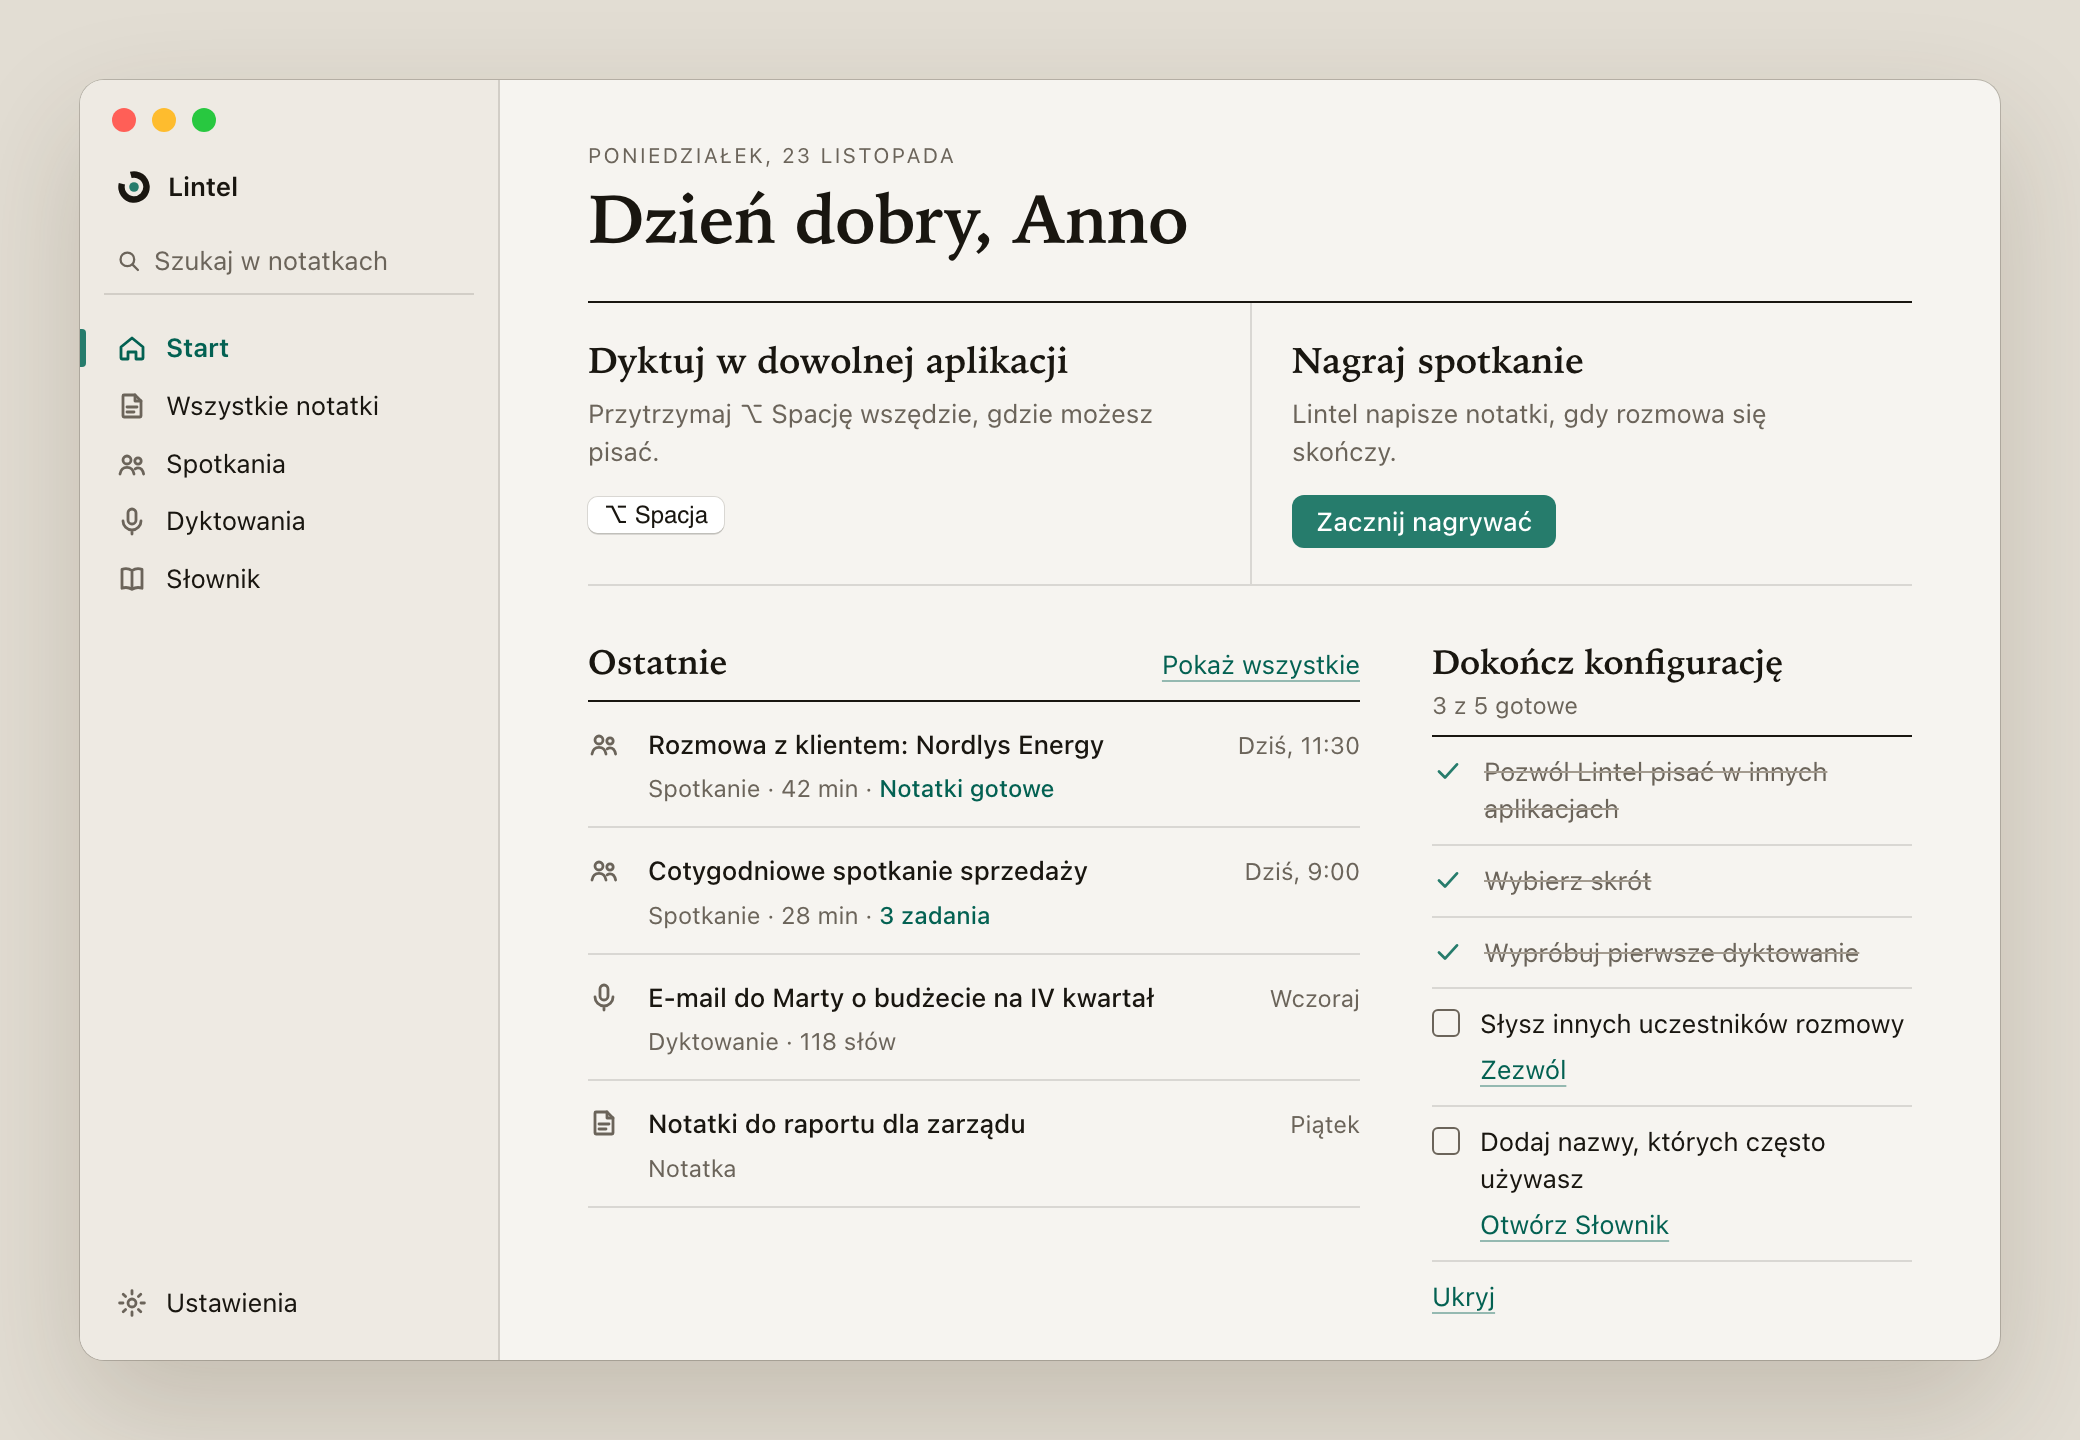 Lintel
Szukaj w notatkach
Start
Wszystkie notatki
Spotkania
Dyktowania
Słownik
Ustawienia
PONIEDZIAŁEK, 23 LISTOPADA
Dzień dobry, Anno
Dyktuj w dowolnej aplikacji
Przytrzymaj ⌥ Spację wszędzie, gdzie możesz
pisać.
⌥ Spacja
Nagraj spotkanie
Lintel napisze notatki, gdy rozmowa się
skończy.
Zacznij nagrywać
Ostatnie
Pokaż wszystkie
Rozmowa z klientem: Nordlys Energy
Dziś, 11:30
Spotkanie · 42 min · Notatki gotowe
Cotygodniowe spotkanie sprzedaży
Dziś, 9:00
Spotkanie · 28 min · 3 zadania
E-mail do Marty o budżecie na IV kwartał
Wczoraj
Dyktowanie · 118 słów
Notatki do raportu dla zarządu
Piątek
Notatka
Dokończ konfigurację
3 z 5 gotowe
Pozwól Lintel pisać w innych
aplikacjach
Wybierz skrót
Wypróbuj pierwsze dyktowanie
Słysz innych uczestników rozmowy
Zezwól
Dodaj nazwy, których często
używasz
Otwórz Słownik
Ukryj